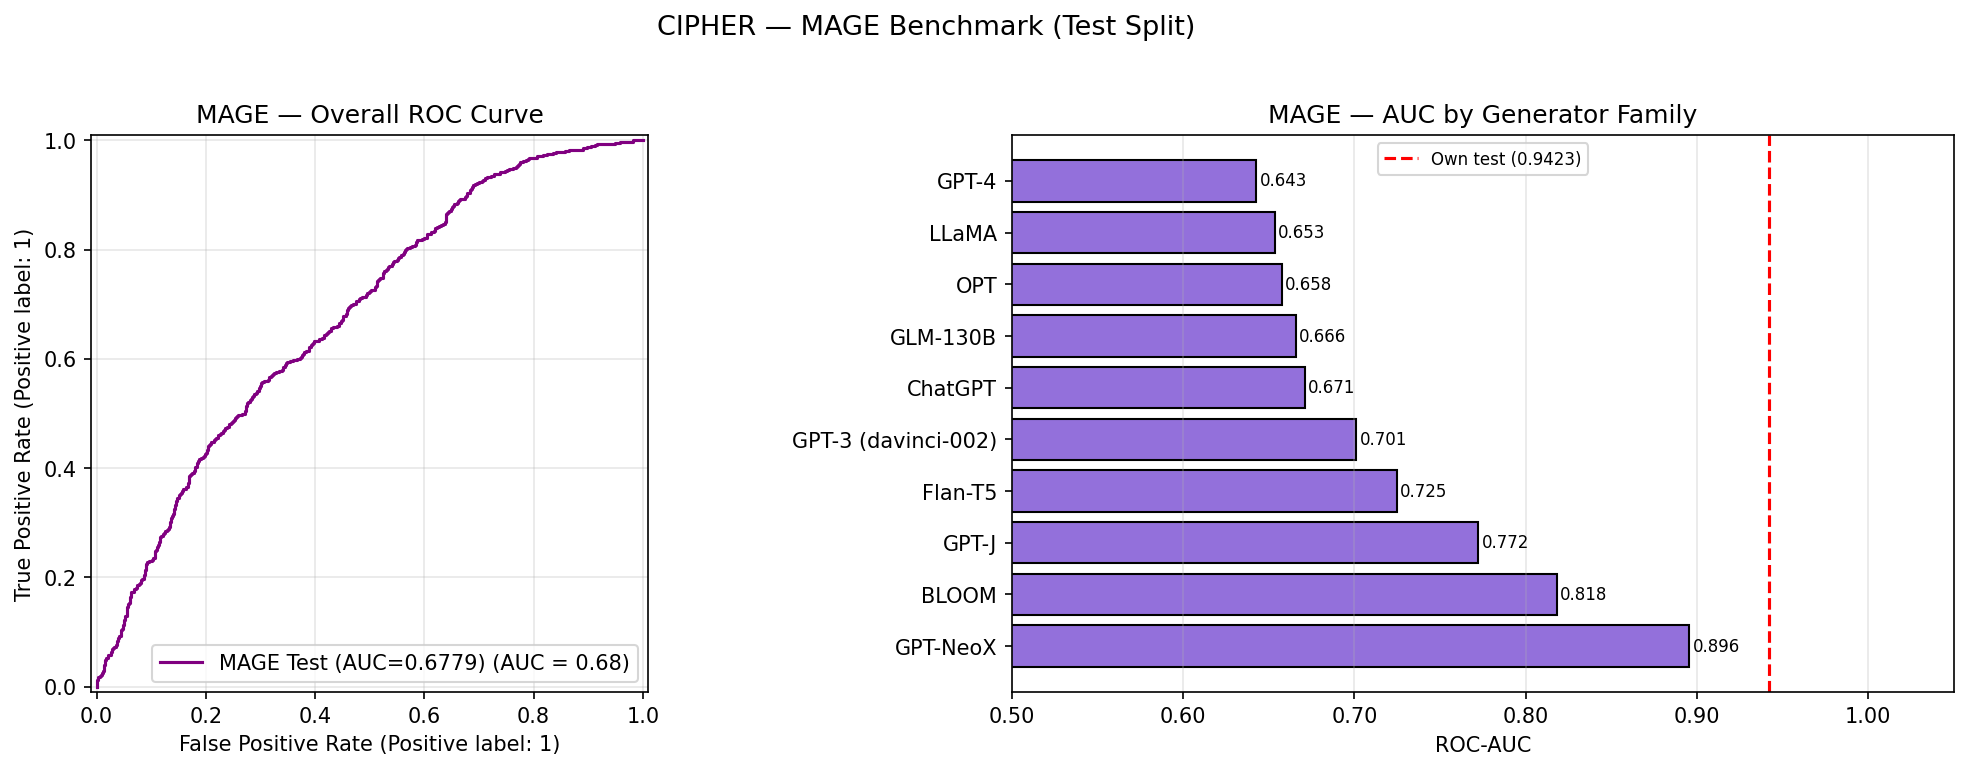 CIPHER — MAGE Benchmark (Test Split)
MAGE — Overall ROC Curve
True Positive Rate (Positive label: 1)
1.0
0.8
0.6
0.4
0.2
0.0
MAGE Test (AUC=0.6779) (AUC = 0.68)
0.0 0.2 0.4 0.6 0.8 1.0
False Positive Rate (Positive label: 1)
MAGE — AUC by Generator Family
Own test (0.9423)
GPT-4 0.643
LLaMA 0.653
OPT 0.658
GLM-130B 0.666
ChatGPT 0.671
GPT-3 (davinci-002) 0.701
Flan-T5 0.725
GPT-J 0.772
BLOOM 0.818
GPT-NeoX 0.896
0.50 0.60 0.70 0.80 0.90 1.00
ROC-AUC